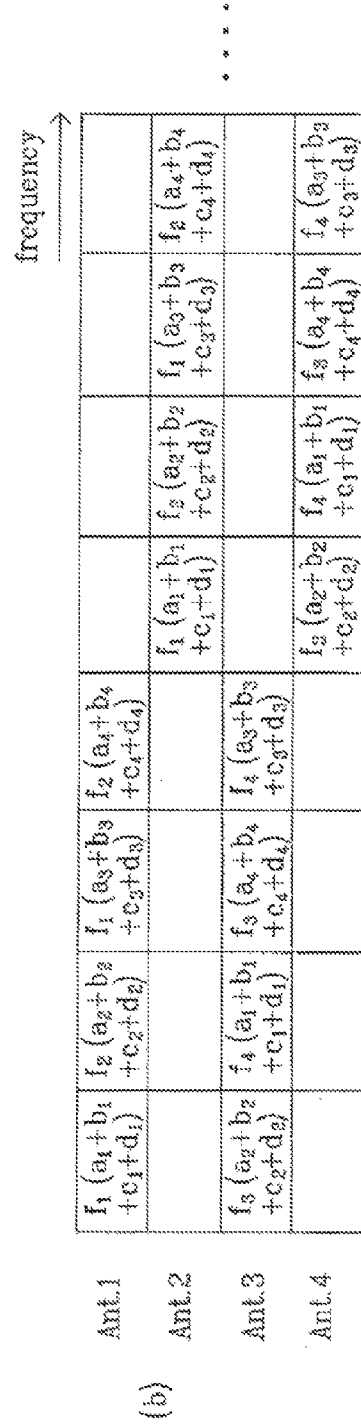 frequency
(b)
Ant.1
f₁(a₁+b₁
+c₁+d₁)
f₂(a₂+b₂
+c₂+d₂)
f₁(a₃+b₃
+c₃+d₃)
f₂(a₄+b₄
+c₄+d₄)
Ant.2
f₁(a₁+b₁
+c₁+d₁)
f₂(a₂+b₂
+c₂+d₂)
f₁(a₃+b₃
+c₃+d₃)
f₂(a₄+b₄
+c₄+d₄)
Ant.3
f₃(a₂+b₂
+c₂+d₂)
f₄(a₁+b₁
+c₁+d₁)
f₃(a₄+b₄
+c₄+d₄)
f₄(a₃+b₃
+c₃+d₃)
Ant.4
f₃(a₂+b₂
+c₂+d₂)
f₄(a₁+b₁
+c₁+d₁)
f₃(a₄+b₄
+c₄+d₄)
f₄(a₃+b₃
+c₃+d₃)
....